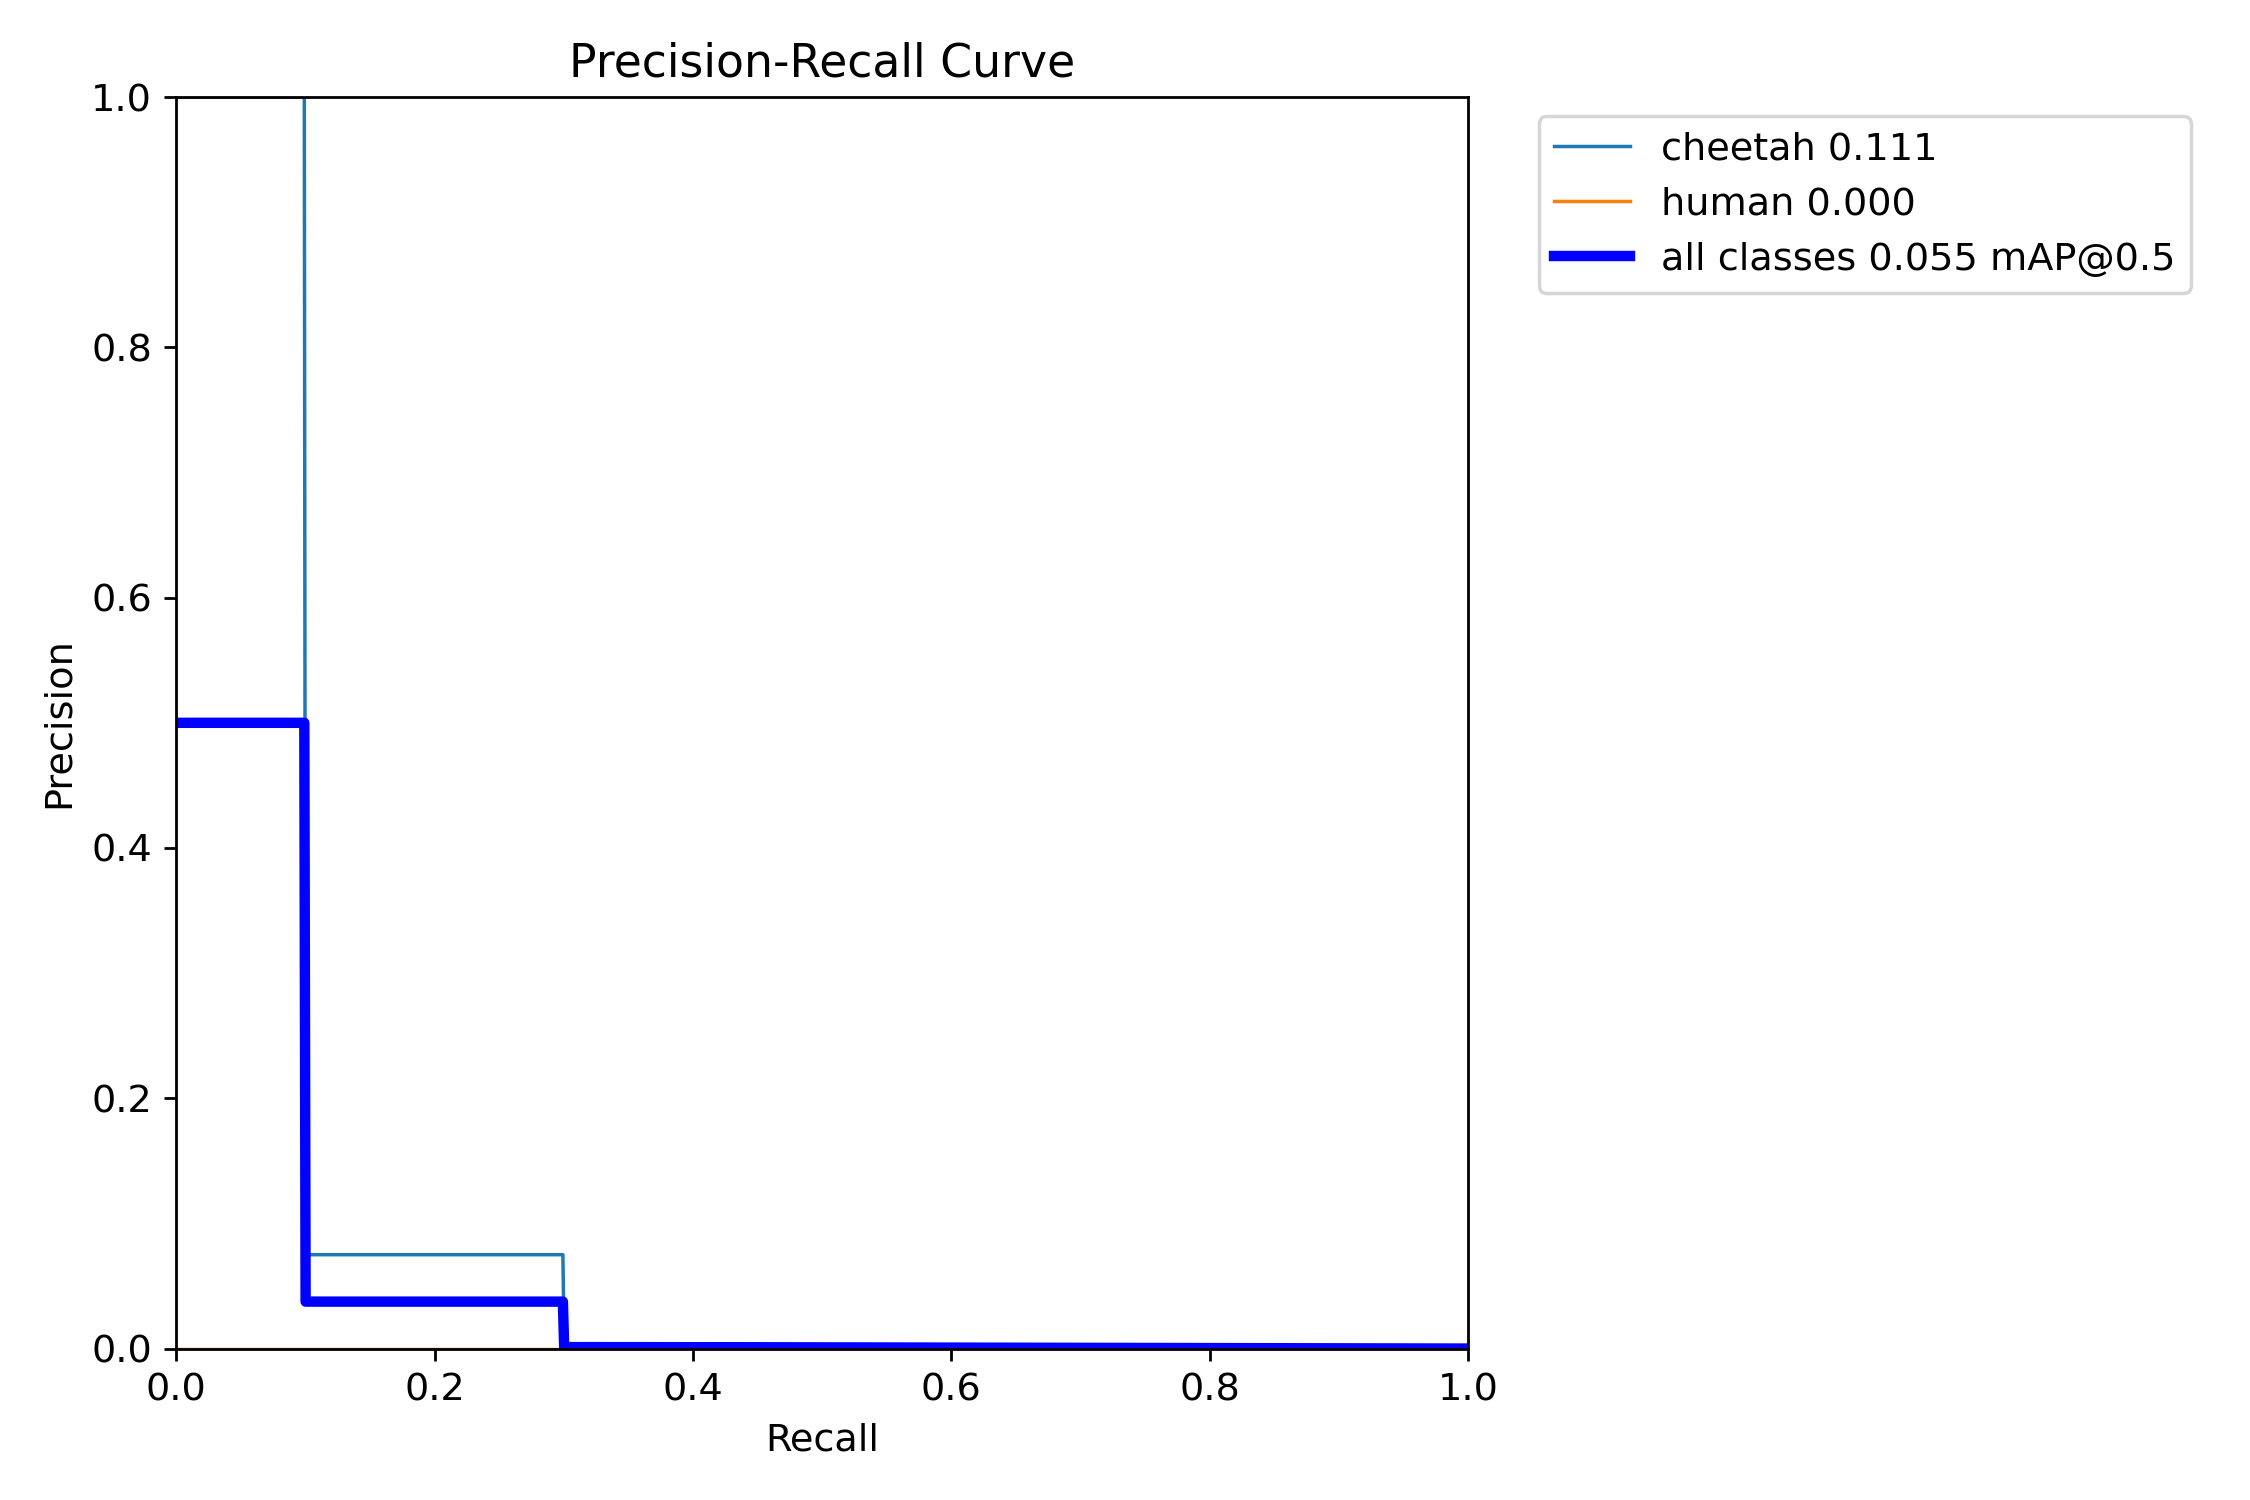 Precision-Recall Curve
1.0
0.8
0.6
0.4
0.2
0.0
Precision
0.0 0.2 0.4 0.6 0.8 1.0
Recall
cheetah 0.111
human 0.000
all classes 0.055 mAP@0.5